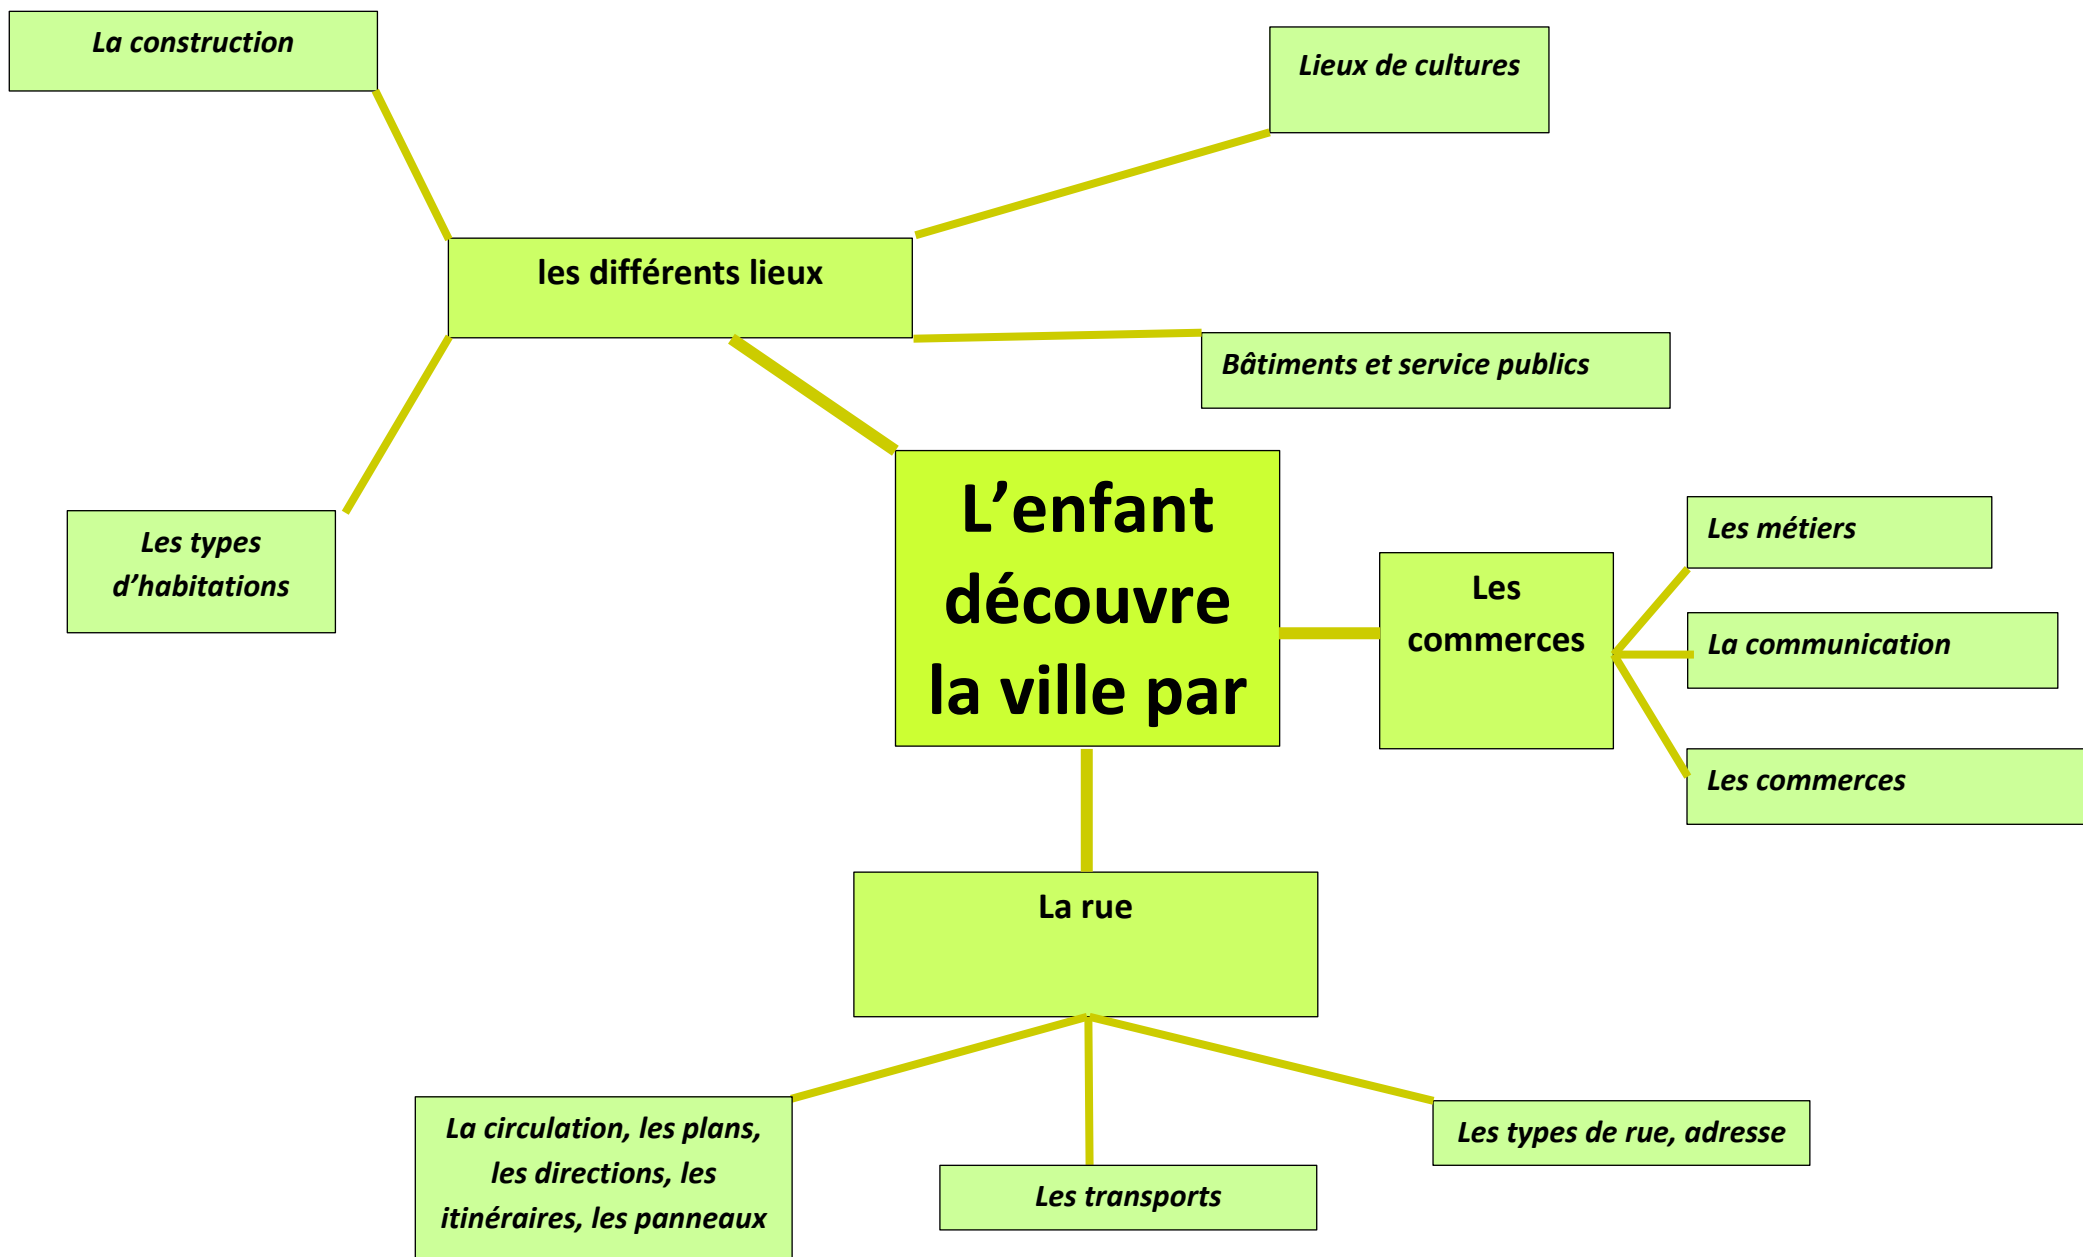 La construction
Lieux de cultures
les différents lieux
Bâtiments et service publics
L’enfant
découvre
la ville par
Les types
d’habitations
Les
commerces
Les métiers
La communication
Les commerces
La rue
La circulation, les plans,
les directions, les
itinéraires, les panneaux
Les transports
Les types de rue, adresse